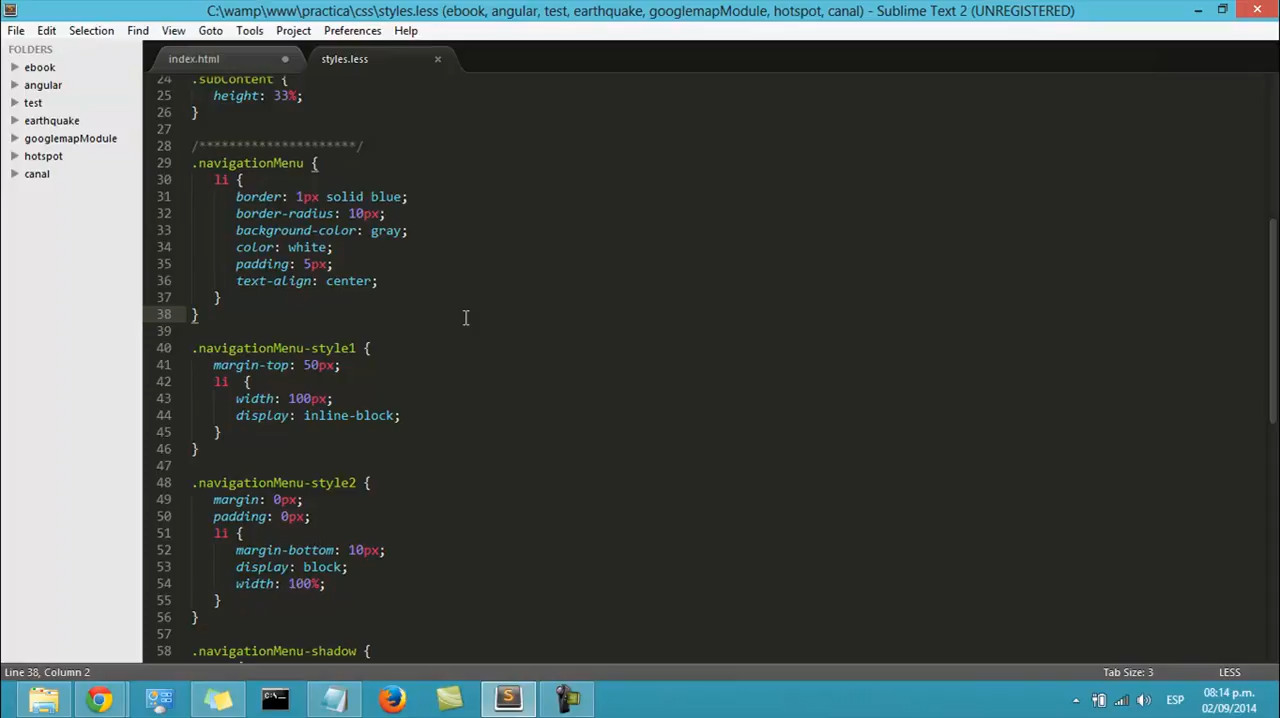 C:\wamp\www\practica\css\styles.less (ebook, angular, test, earthquake, googlemapModule, hotspot, canal) - Sublime Text 2 (UNREGISTERED)
File Edit Selection Find View Goto Tools Project Preferences Help
FOLDERS
ebook
angular
test
earthquake
googlemapModule
hotspot
canal
index.html
styles.less
24 .subContent {
25 height: 33%;
26 }
27
28 /*********************/
29 .navigationMenu {
30 li {
31 border: 1px solid blue;
32 border-radius: 10px;
33 background-color: gray;
34 color: white;
35 padding: 5px;
36 text-align: center;
37 }
38 }
39
40 .navigationMenu-style1 {
41 margin-top: 50px;
42 li {
43 width: 100px;
44 display: inline-block;
45 }
46 }
47
48 .navigationMenu-style2 {
49 margin: 0px;
50 padding: 0px;
51 li {
52 margin-bottom: 10px;
53 display: block;
54 width: 100%;
55 }
56 }
57
58 .navigationMenu-shadow {
Line 38, Column 2
Tab Size: 3
LESS
ESP
08:14 p.m.
02/09/2014